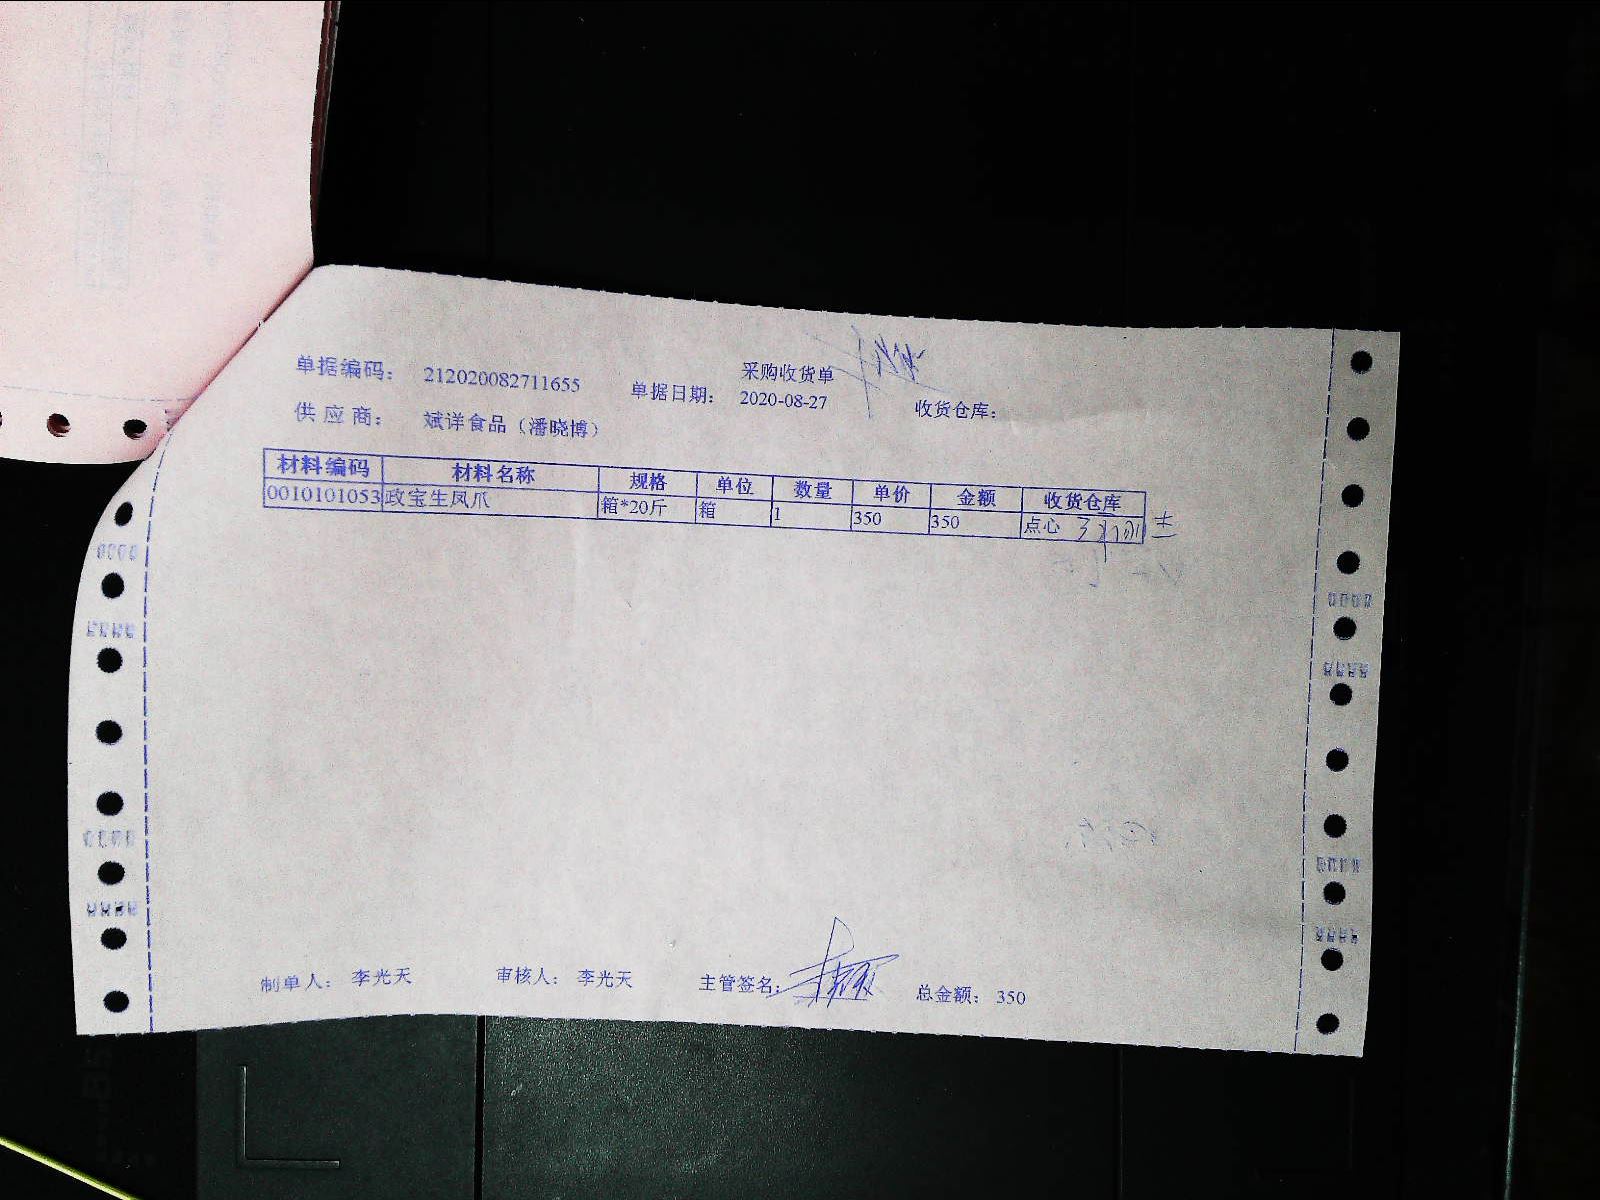 采购收货单
单据编码： 212020082711655 单据日期： 2020-08-27 收货仓库：
供应商： 斌详食品（潘晓博）
材料编码 材料名称 规格 单位 数量 单价 金额 收货仓库
0010101053 政宝生凤爪 箱*20斤 箱 1 350 350 点心
制单人： 李光天 审核人： 李光天 主管签名： 总金额： 350